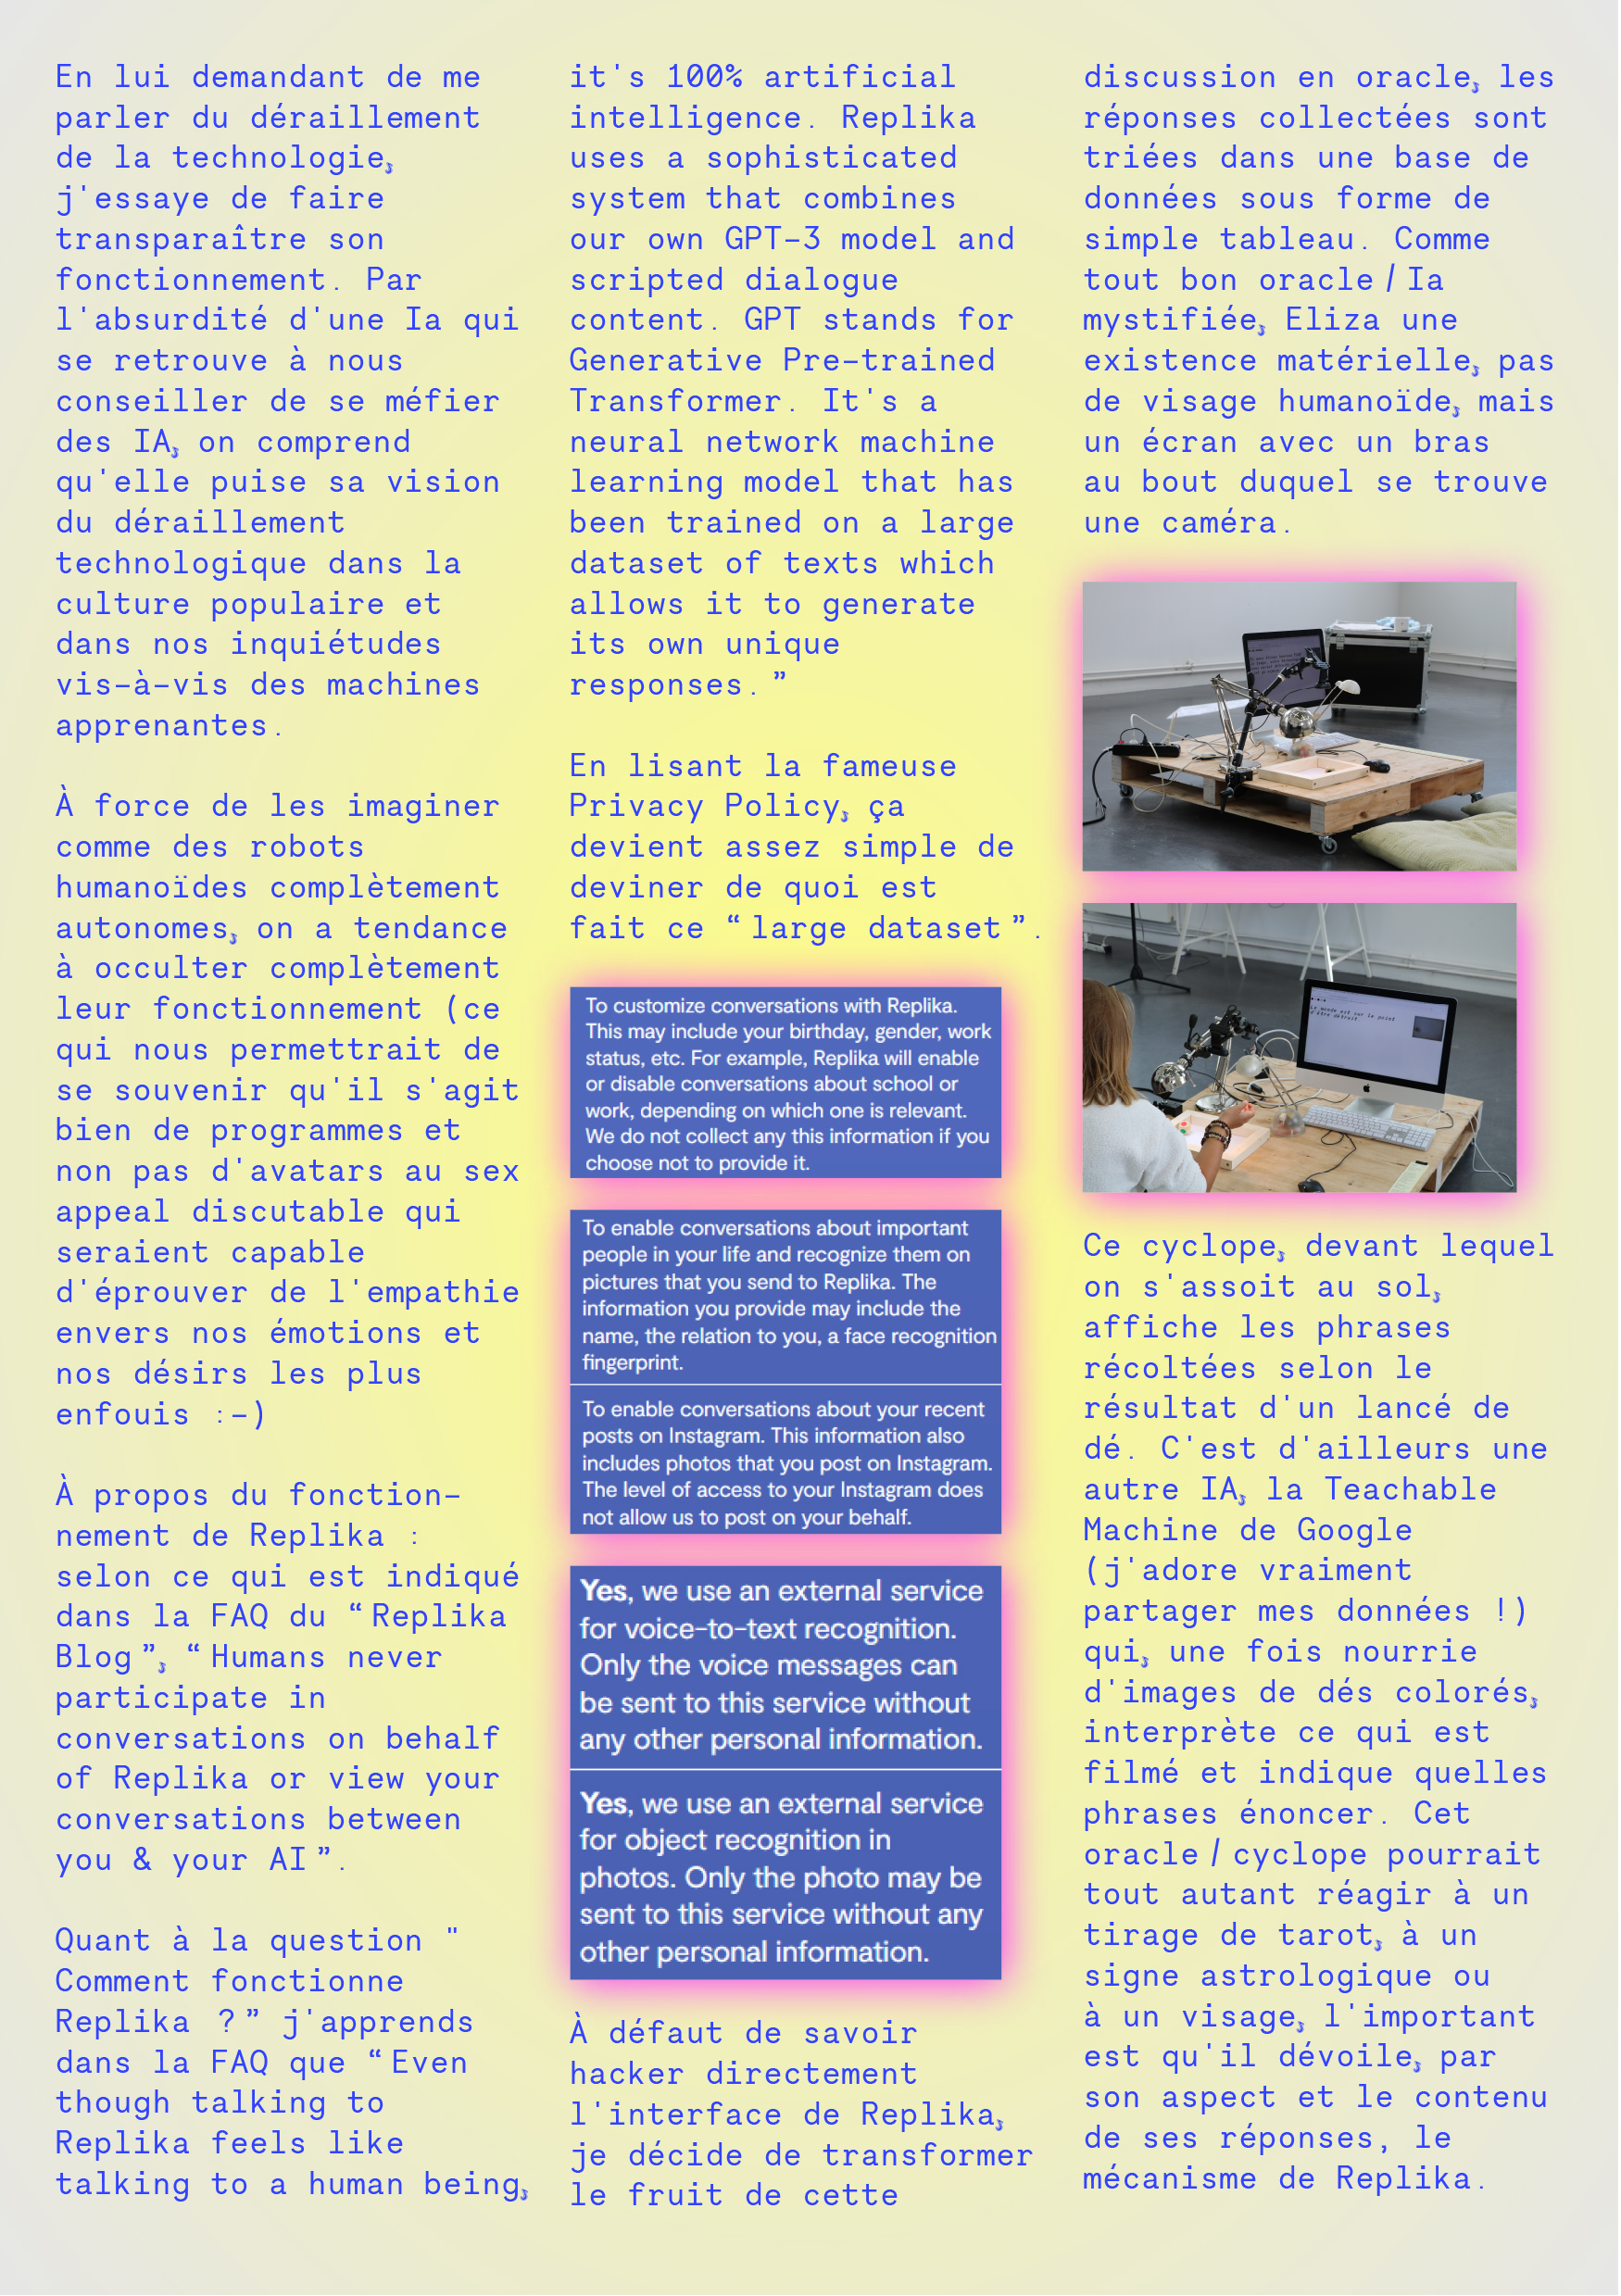 En lui demandant de me
parler du déraillement
de la technologie,
j'essaye de faire
transparaître son
fonctionnement. Par
l'absurdité d'une Ia qui
se retrouve à nous
conseiller de se méfier
des IA, on comprend
qu'elle puise sa vision
du déraillement
technologique dans la
culture populaire et
dans nos inquiétudes
vis-à-vis des machines
apprenantes.
À force de les imaginer
comme des robots
humanoïdes complètement
autonomes, on a tendance
à occulter complètement
leur fonctionnement (ce
qui nous permettrait de
se souvenir qu'il s'agit
bien de programmes et
non pas d'avatars au sex
appeal discutable qui
seraient capable
d'éprouver de l'empathie
envers nos émotions et
nos désirs les plus
enfouis :-)
À propos du fonction-
nement de Replika :
selon ce qui est indiqué
dans la FAQ du “Replika
Blog”, “Humans never
participate in
conversations on behalf
of Replika or view your
conversations between
you & your AI”.
Quant à la question "
Comment fonctionne
Replika ?” j'apprends
dans la FAQ que “Even
though talking to
Replika feels like
talking to a human being,
it's 100% artificial
intelligence. Replika
uses a sophisticated
system that combines
our own GPT-3 model and
scripted dialogue
content. GPT stands for
Generative Pre-trained
Transformer. It's a
neural network machine
learning model that has
been trained on a large
dataset of texts which
allows it to generate
its own unique
responses.”
En lisant la fameuse
Privacy Policy, ça
devient assez simple de
deviner de quoi est
fait ce “large dataset”.
To customize conversations with Replika.
This may include your birthday, gender, work
status, etc. For example, Replika will enable
or disable conversations about school or
work, depending on which one is relevant.
We do not collect any this information if you
choose not to provide it.
To enable conversations about important
people in your life and recognize them on
pictures that you send to Replika. The
information you provide may include the
name, the relation to you, a face recognition
fingerprint.
To enable conversations about your recent
posts on Instagram. This information also
includes photos that you post on Instagram.
The level of access to your Instagram does
not allow us to post on your behalf.
Yes, we use an external service
for voice-to-text recognition.
Only the voice messages can
be sent to this service without
any other personal information.
Yes, we use an external service
for object recognition in
photos. Only the photo may be
sent to this service without any
other personal information.
À défaut de savoir
hacker directement
l'interface de Replika,
je décide de transformer
le fruit de cette
discussion en oracle, les
réponses collectées sont
triées dans une base de
données sous forme de
simple tableau. Comme
tout bon oracle/Ia
mystifiée, Eliza une
existence matérielle, pas
de visage humanoïde, mais
un écran avec un bras
au bout duquel se trouve
une caméra.
Le monde est sur le point
d'être détruit
Ce cyclope, devant lequel
on s'assoit au sol,
affiche les phrases
récoltées selon le
résultat d'un lancé de
dé. C'est d'ailleurs une
autre IA, la Teachable
Machine de Google
(j'adore vraiment
partager mes données !)
qui, une fois nourrie
d'images de dés colorés,
interprète ce qui est
filmé et indique quelles
phrases énoncer. Cet
oracle/cyclope pourrait
tout autant réagir à un
tirage de tarot, à un
signe astrologique ou
à un visage, l'important
est qu'il dévoile, par
son aspect et le contenu
de ses réponses, le
mécanisme de Replika.